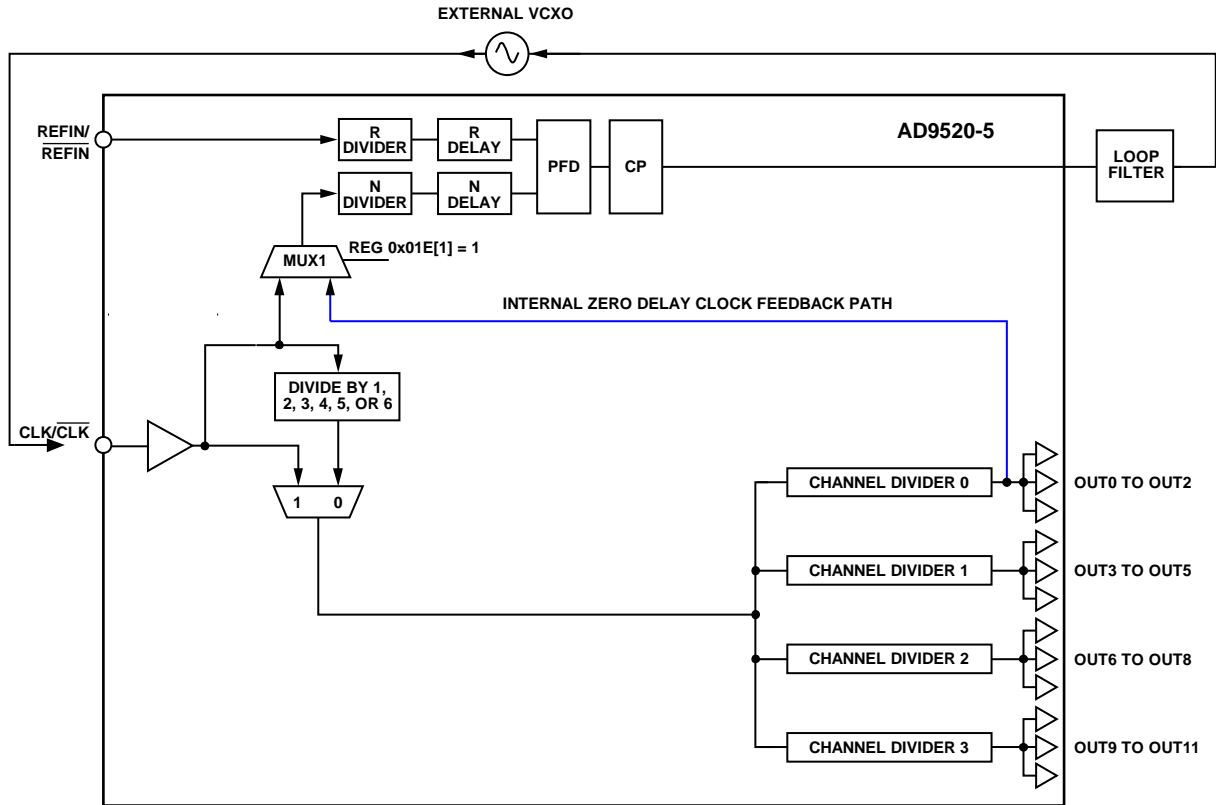 EXTERNAL VCXO
AD9520-5
REFIN/
REFIN
R
DIVIDER
R
DELAY
PFD
CP
LOOP
FILTER
N
DIVIDER
N
DELAY
REG 0x01E[1] = 1
MUX1
INTERNAL ZERO DELAY CLOCK FEEDBACK PATH
DIVIDE BY 1,
2, 3, 4, 5, OR 6
CLK/CLK
1 0
CHANNEL DIVIDER 0
OUT0 TO OUT2
CHANNEL DIVIDER 1
OUT3 TO OUT5
CHANNEL DIVIDER 2
OUT6 TO OUT8
CHANNEL DIVIDER 3
OUT9 TO OUT11